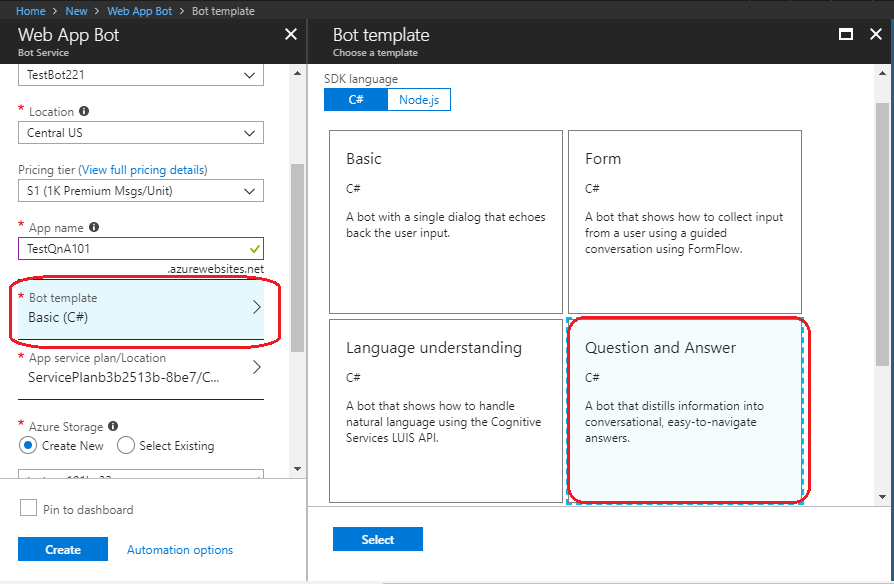 Home > New > Web App Bot > Bot template
Web App Bot
Bot Service
TestBot221
* Location
Central US
Pricing tier (View full pricing details)
S1 (1K Premium Msgs/Unit)
* App name
TestQnA101
.azurewebsites.net
* Bot template
Basic (C#)
* App service plan/Location
ServicePlanb3b2513b-8be7/C...
* Azure Storage
Create New
Select Existing
Pin to dashboard
Create
Automation options
Bot template
Choose a template
SDK language
C#
Node.js
Basic
C#
A bot with a single dialog that echoes
back the user input.
Form
C#
A bot that shows how to collect input
from a user using a guided
conversation using FormFlow.
Language understanding
C#
A bot that shows how to handle
natural language using the Cognitive
Services LUIS API.
Question and Answer
C#
A bot that distills information into
conversational, easy-to-navigate
answers.
Select